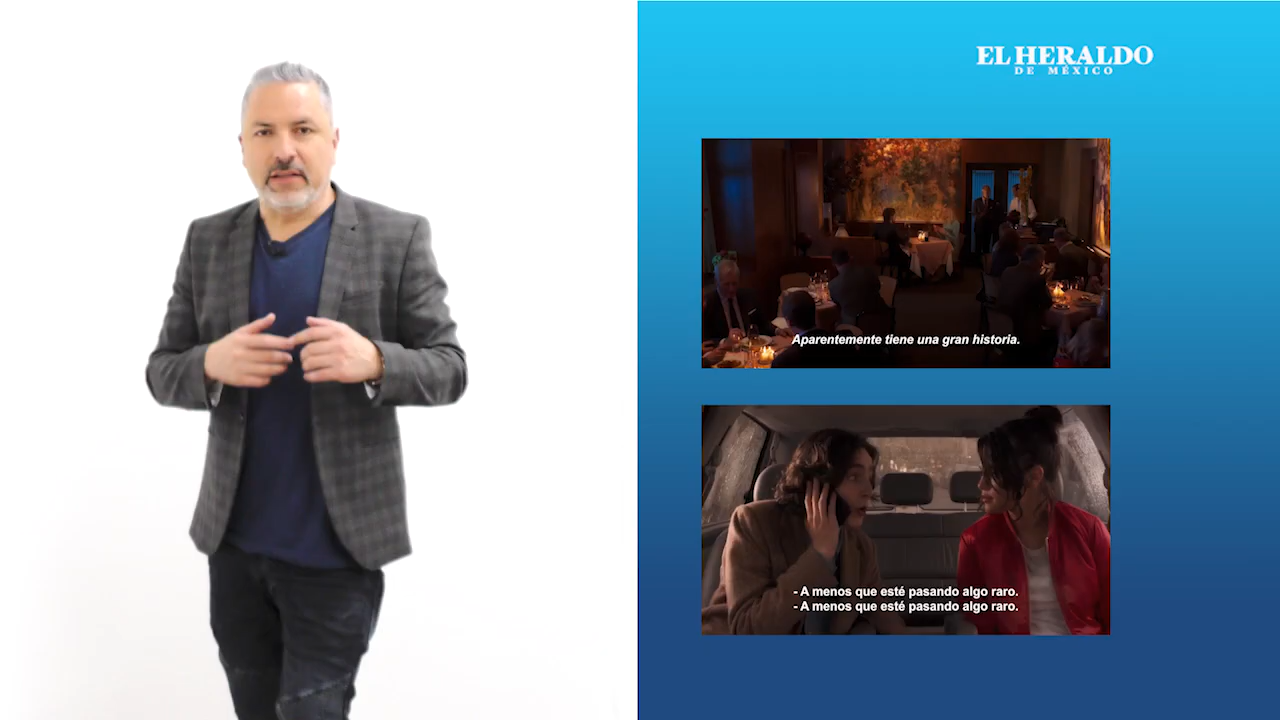 EL HERALDO
DE MÉXICO
Aparentemente tiene una gran historia.
- A menos que esté pasando algo raro.
- A menos que esté pasando algo raro.